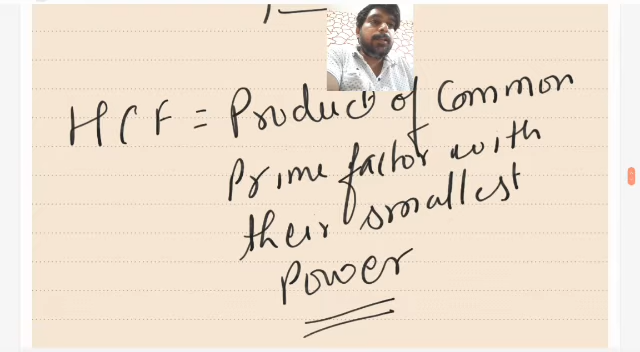 HCF = Product of Common
Prime factor with
their smallest
Power